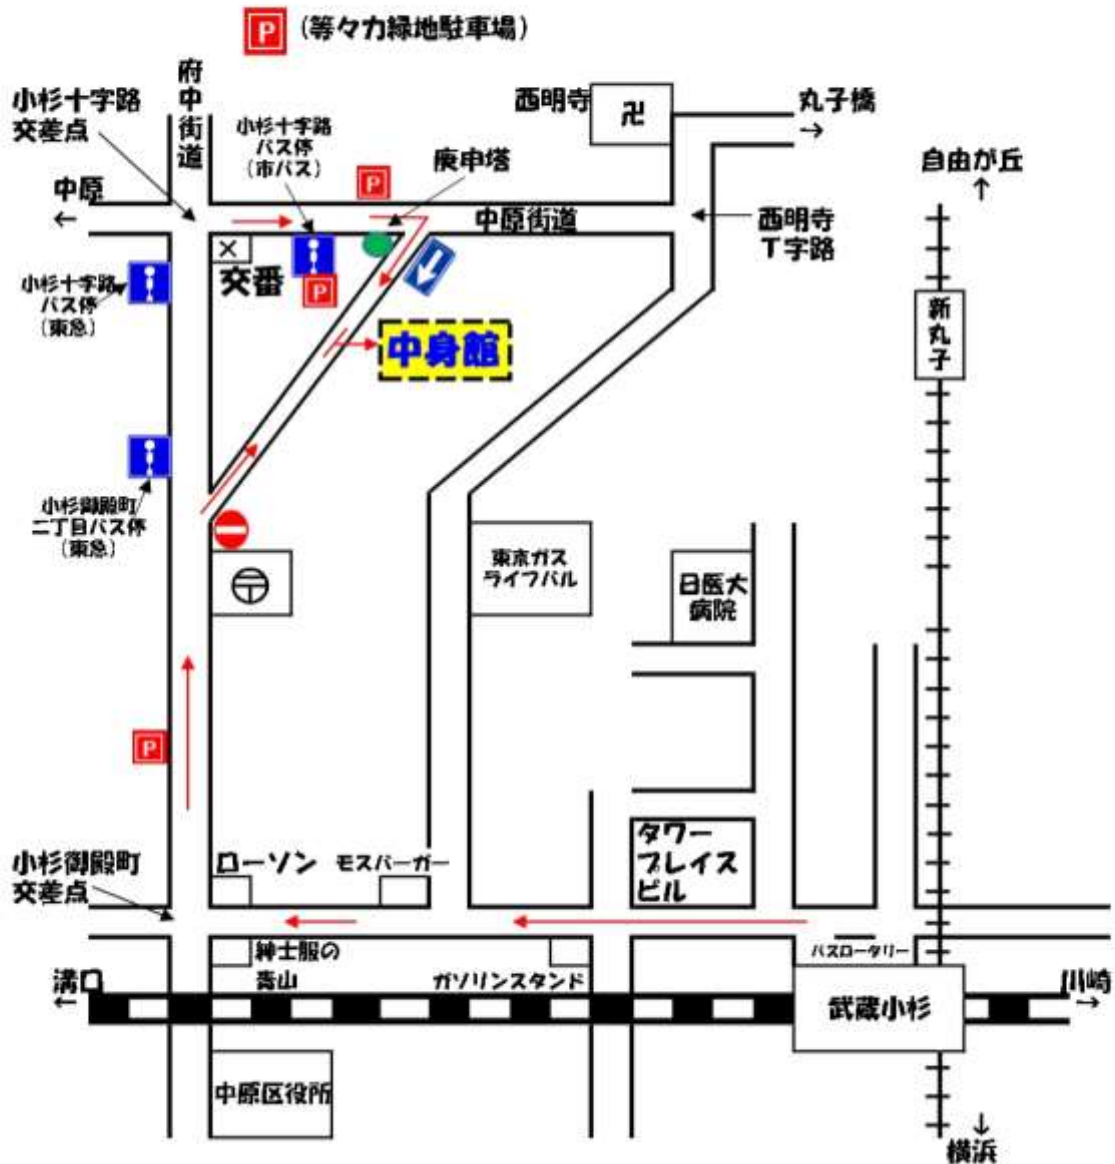 P (等々力緑地駐車場)
府中街道
小杉十字路
交差点
小杉十字路
バス停
(市バス)
P
庚申塔
西明寺
卍
丸子橋
→
自由が丘
↑
中原
←
中原街道
西明寺
T字路
交番
P
小杉十字路
バス停
(東急)
中身館
新丸子
小杉御殿町
二丁目バス停
(東急)
東京ガス
ライフバル
日医大
病院
P
小杉御殿町
交差点
ローソン
モスバーガー
タワー
プレイス
ビル
紳士服の
青山
ガソリンスタンド
バスロータリー
溝口
←
武蔵小杉
川崎
→
中原区役所
↓
横浜